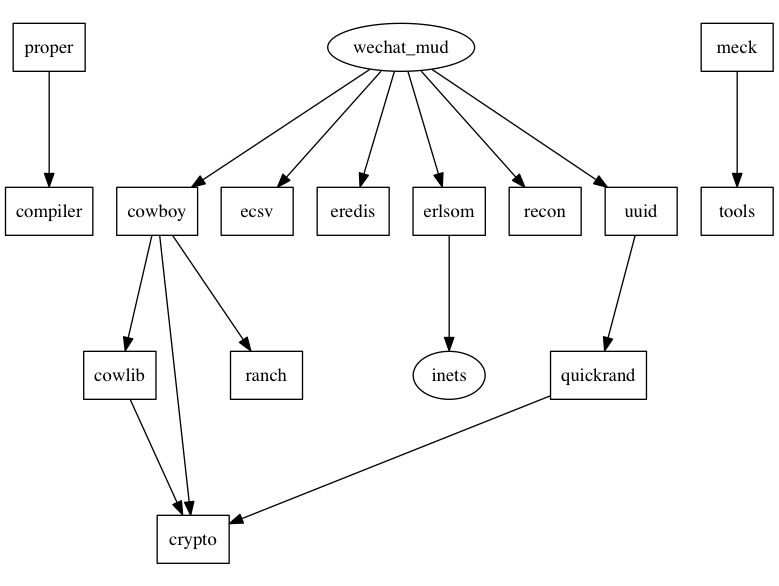 proper
wechat_mud
meck
compiler
cowboy
ecsv
eredis
erlsom
recon
uuid
tools
cowlib
ranch
inets
quickrand
crypto